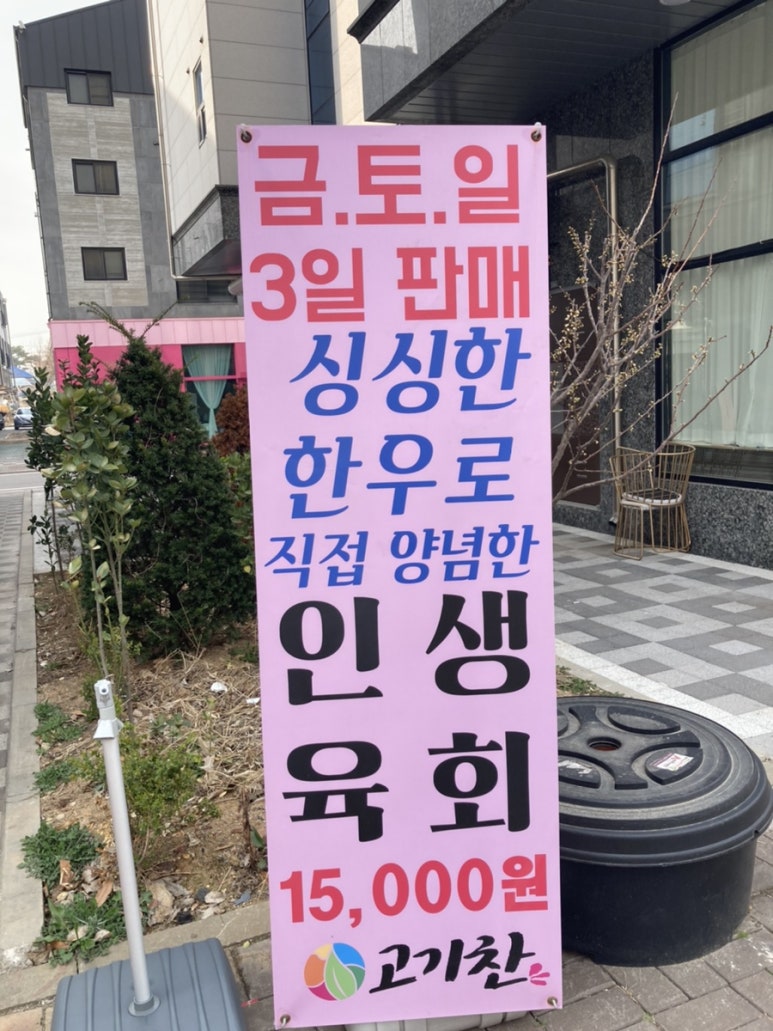 금.토.일
3일 판매
싱싱한
한우로
직접 양념한
인생
육회
15,000원
고기찬